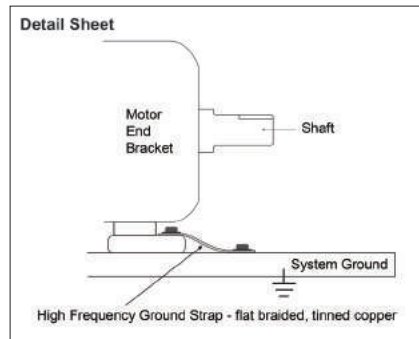 Detail Sheet
Motor
End
Bracket
Shaft
System Ground
High Frequency Ground Strap - flat braided, tinned copper